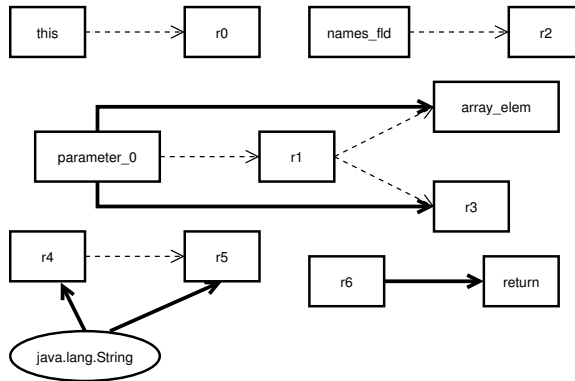 this
r0
names_fld
r2
array_elem
parameter_0
r1
r3
r4
r5
r6
return
java.lang.String